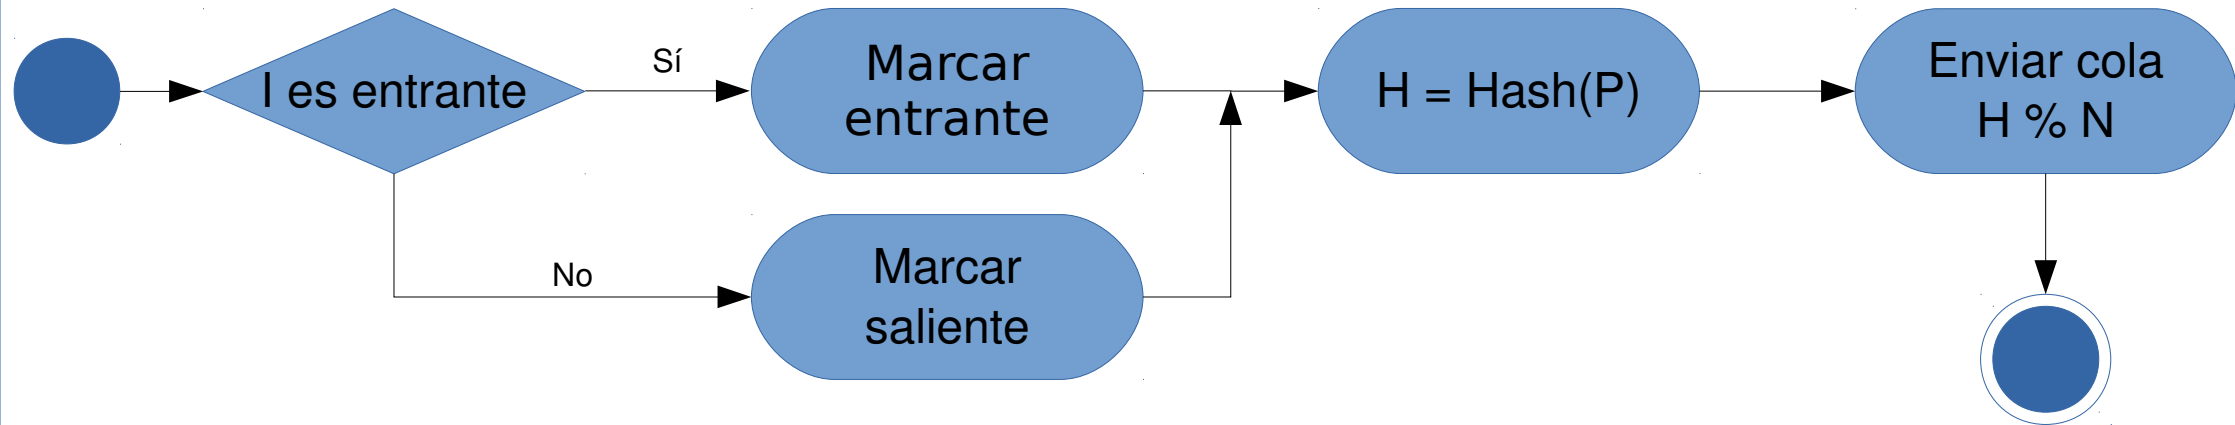 I es entrante
Sí
Marcar
entrante
H = Hash(P)
Enviar cola
H % N
No
Marcar
saliente